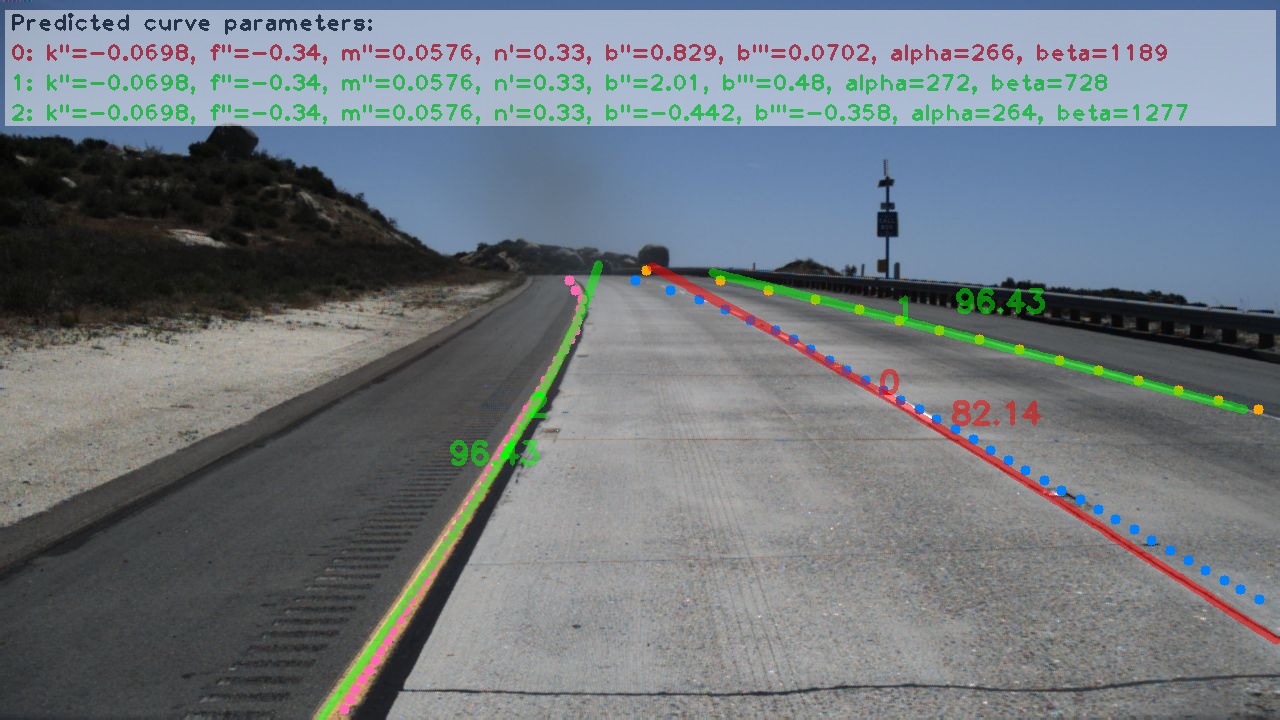 Predicted curve parameters:
0: k''=-0.0698, f''=-0.34, m''=0.0576, n'=0.33, b''=0.829, b'''=0.0702, alpha=266, beta=1189
1: k''=-0.0698, f''=-0.34, m''=0.0576, n'=0.33, b''=2.01, b'''=0.48, alpha=272, beta=728
2: k''=-0.0698, f''=-0.34, m''=0.0576, n'=0.33, b''=-0.442, b'''=-0.358, alpha=264, beta=1277
1 96.43
0
82.14
2
96.43